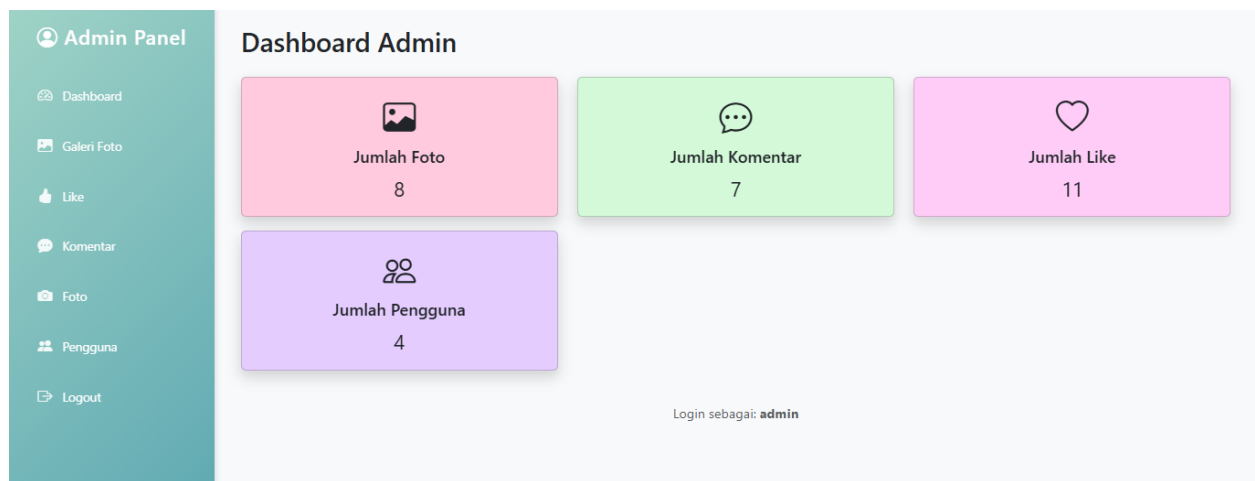 Admin Panel
Dashboard
Galeri Foto
Like
Komentar
Foto
Pengguna
Logout
Dashboard Admin
Jumlah Foto
8
Jumlah Komentar
7
Jumlah Like
11
Jumlah Pengguna
4
Login sebagai: admin